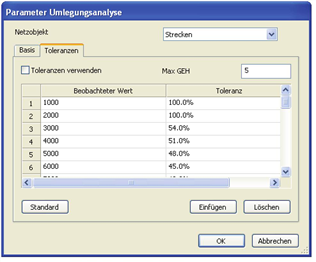 Parameter Umlegungsanalyse
Netzobjekt Strecken
Basis Toleranzen
Toleranzen verwenden Max GEH 5
Beobachteter Wert Toleranz
1 1000 100.0%
2 2000 100.0%
3 3000 54.0%
4 4000 51.0%
5 5000 48.0%
6 6000 45.0%
Standard Einfügen Löschen
OK Abbrechen